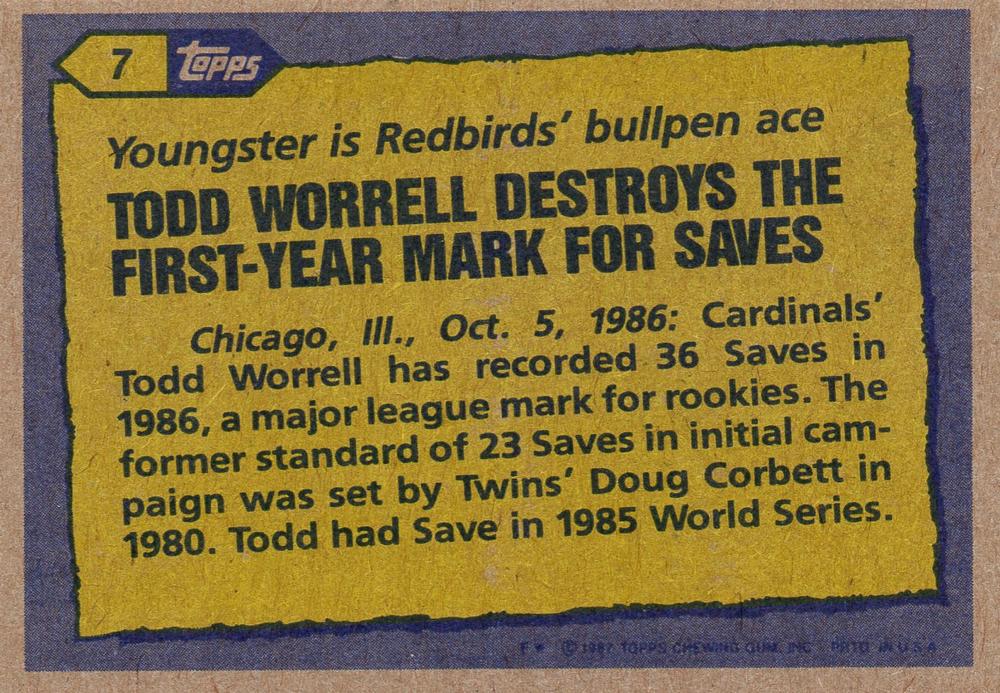 7 Topps
Youngster is Redbirds' bullpen ace
TODD WORRELL DESTROYS THE
FIRST-YEAR MARK FOR SAVES
Chicago, Ill., Oct. 5, 1986: Cardinals'
Todd Worrell has recorded 36 Saves in
1986, a major league mark for rookies. The
former standard of 23 Saves in initial cam-
paign was set by Twins' Doug Corbett in
1980. Todd had Save in 1985 World Series.
F* © 1987 TOPPS CHEWING GUM, INC. PRTD. IN U.S.A.